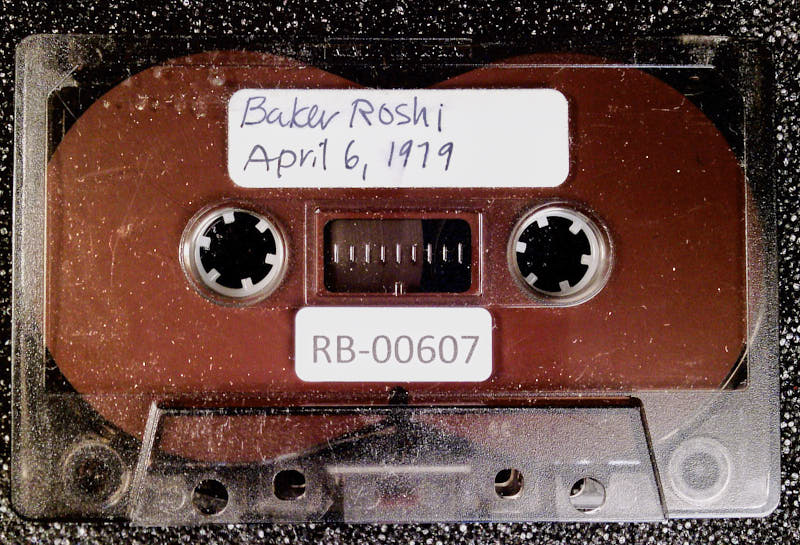 Baker Roshi
April 6, 1979
RB-00607